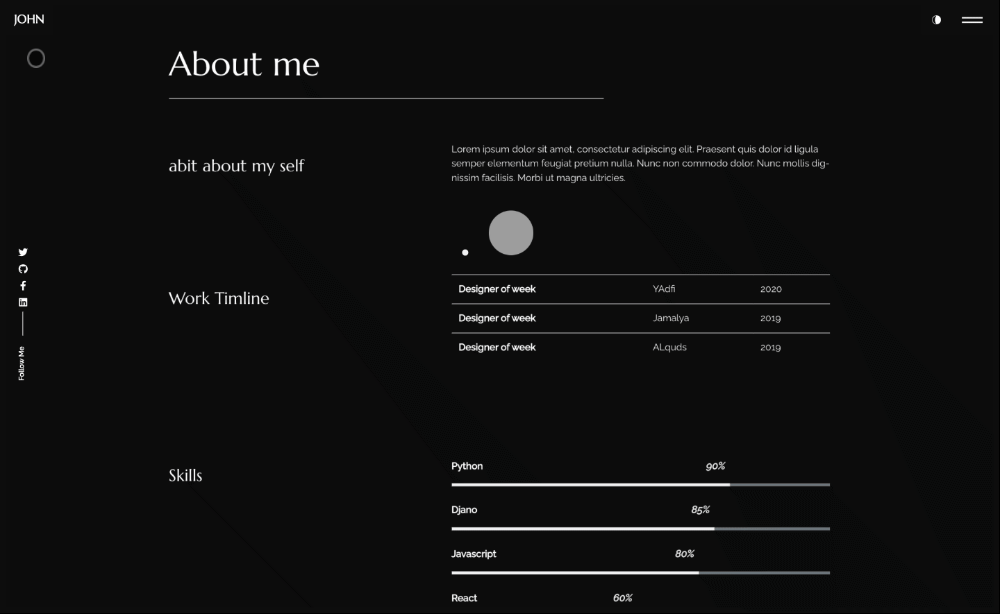 JOHN
About me
abit about my self
Lorem ipsum dolor sit amet, consectetur adipiscing elit. Praesent quis dolor id ligula
semper elementum feugiat pretium nulla. Nunc non commodo dolor. Nunc mollis dig-
nissim facilisis. Morbi ut magna ultricies.
Work Timline
Designer of week YAdfi 2020
Designer of week Jamalya 2019
Designer of week ALquds 2019
Follow Me
Skills
Python 90%
Djano 85%
Javascript 80%
React 60%